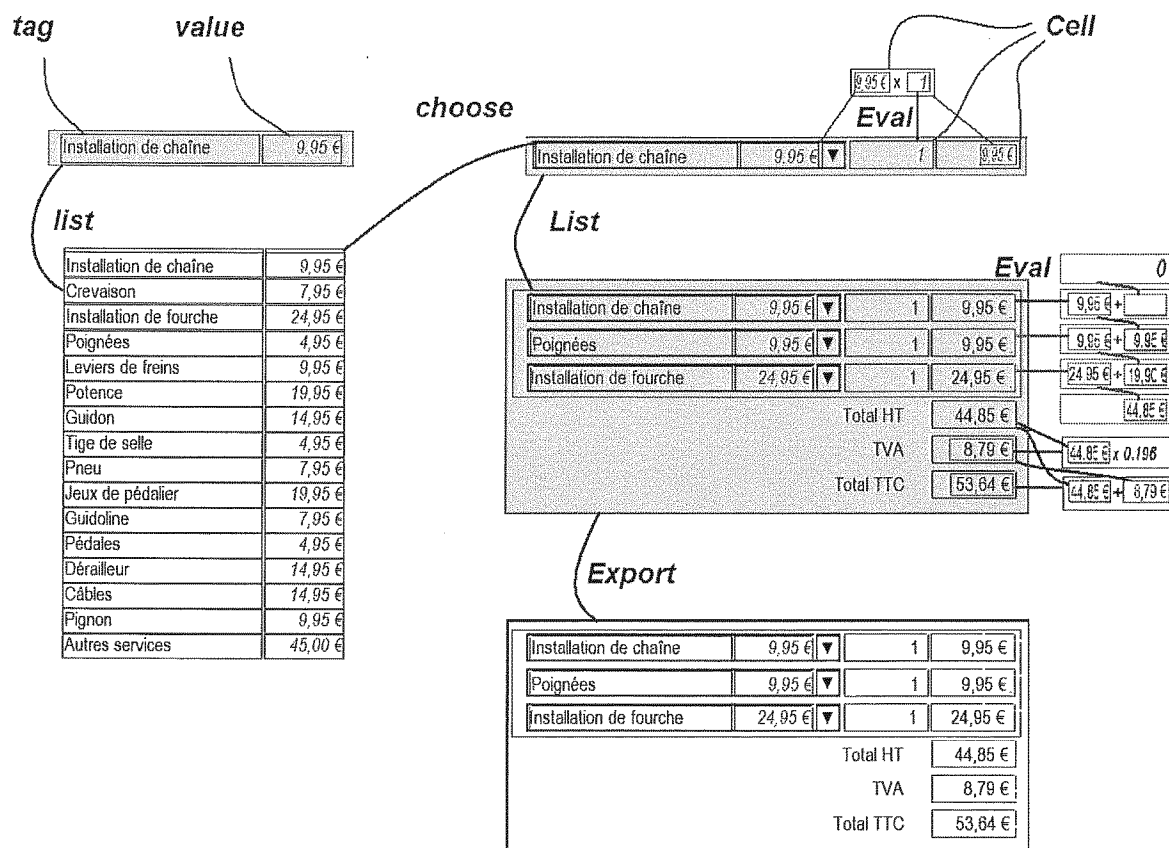 tag value
Cell
9,95 € x 1
choose
Eval
Installation de chaîne 9,95 €
Installation de chaîne 9,95 € ▼ 1 9,95 €
list
List
Installation de chaîne 9,95 €
Crevaison 7,95 €
Installation de fourche 24,95 €
Poignées 4,95 €
Leviers de freins 9,95 €
Potence 19,95 €
Guidon 14,95 €
Tige de selle 4,95 €
Pneu 7,95 €
Jeux de pédalier 19,95 €
Guidoline 7,95 €
Pédales 4,95 €
Dérailleur 14,95 €
Câbles 14,95 €
Pignon 9,95 €
Autres services 45,00 €
Eval 0
Installation de chaîne 9,95 € ▼ 1 9,95 €
9,95 € +
Poignées 9,95 € ▼ 1 9,95 €
9,95 € + 9,95 €
Installation de fourche 24,95 € ▼ 1 24,95 €
24,95 € + 19,90 €
Total HT 44,85 €
44,85 €
TVA 8,79 €
44,85 € x 0.196
Total TTC 53,64 €
44,85 € + 8,79 €
Export
Installation de chaîne 9,95 € ▼ 1 9,95 €
Poignées 9,95 € ▼ 1 9,95 €
Installation de fourche 24,95 € ▼ 1 24,95 €
Total HT 44,85 €
TVA 8,79 €
Total TTC 53,64 €